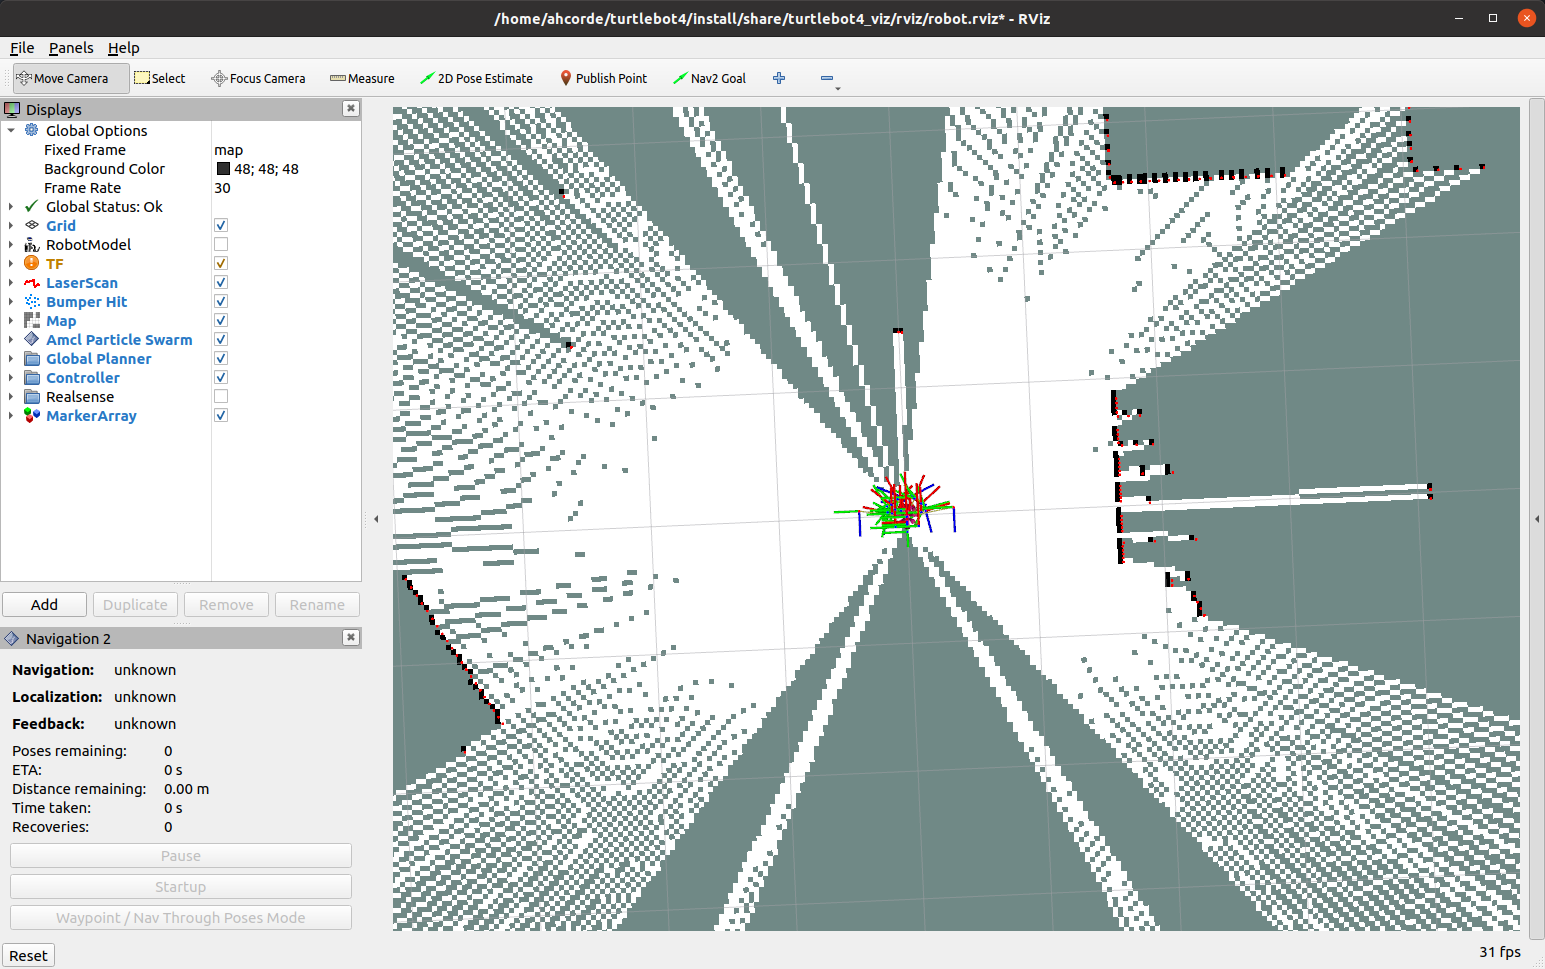 /home/ahcorde/turtlebot4/install/share/turtlebot4_viz/rviz/robot.rviz* - RViz
File Panels Help
Move Camera Select Focus Camera Measure 2D Pose Estimate Publish Point Nav2 Goal
Displays
Global Options
Fixed Frame map
Background Color 48; 48; 48
Frame Rate 30
Global Status: Ok
Grid
RobotModel
TF
LaserScan
Bumper Hit
Map
Amcl Particle Swarm
Global Planner
Controller
Realsense
MarkerArray
Add Duplicate Remove Rename
Navigation 2
Navigation: unknown
Localization: unknown
Feedback: unknown
Poses remaining: 0
ETA: 0 s
Distance remaining: 0.00 m
Time taken: 0 s
Recoveries: 0
Pause
Startup
Waypoint / Nav Through Poses Mode
Reset
31 fps